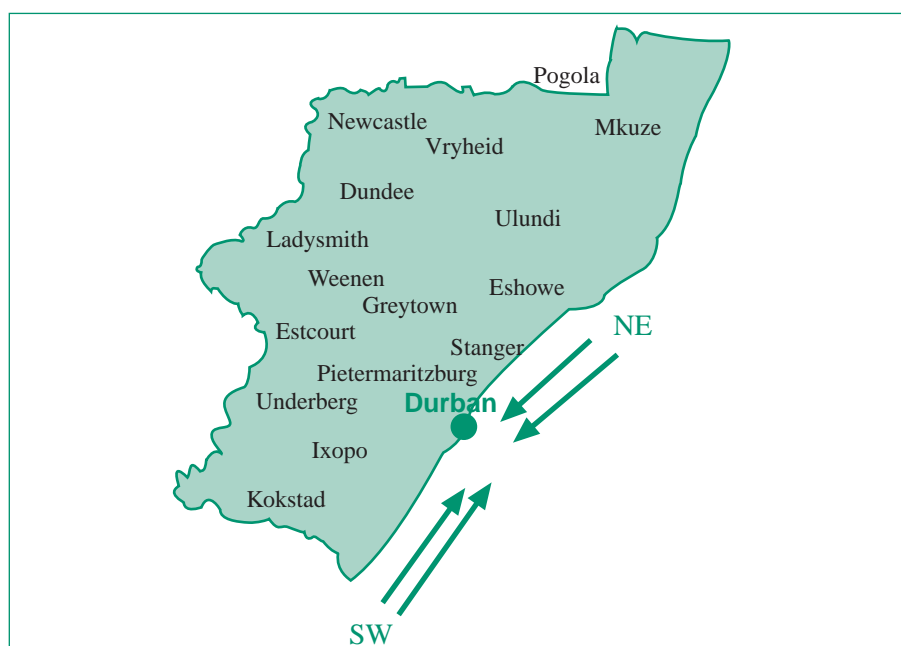 Pogola
Newcastle
Mkuze
Vryheid
Dundee
Ulundi
Ladysmith
Weenen
Eshowe
Greytown
NE
Estcourt
Stanger
Pietermaritzburg
Underberg
Durban
Ixopo
Kokstad
SW